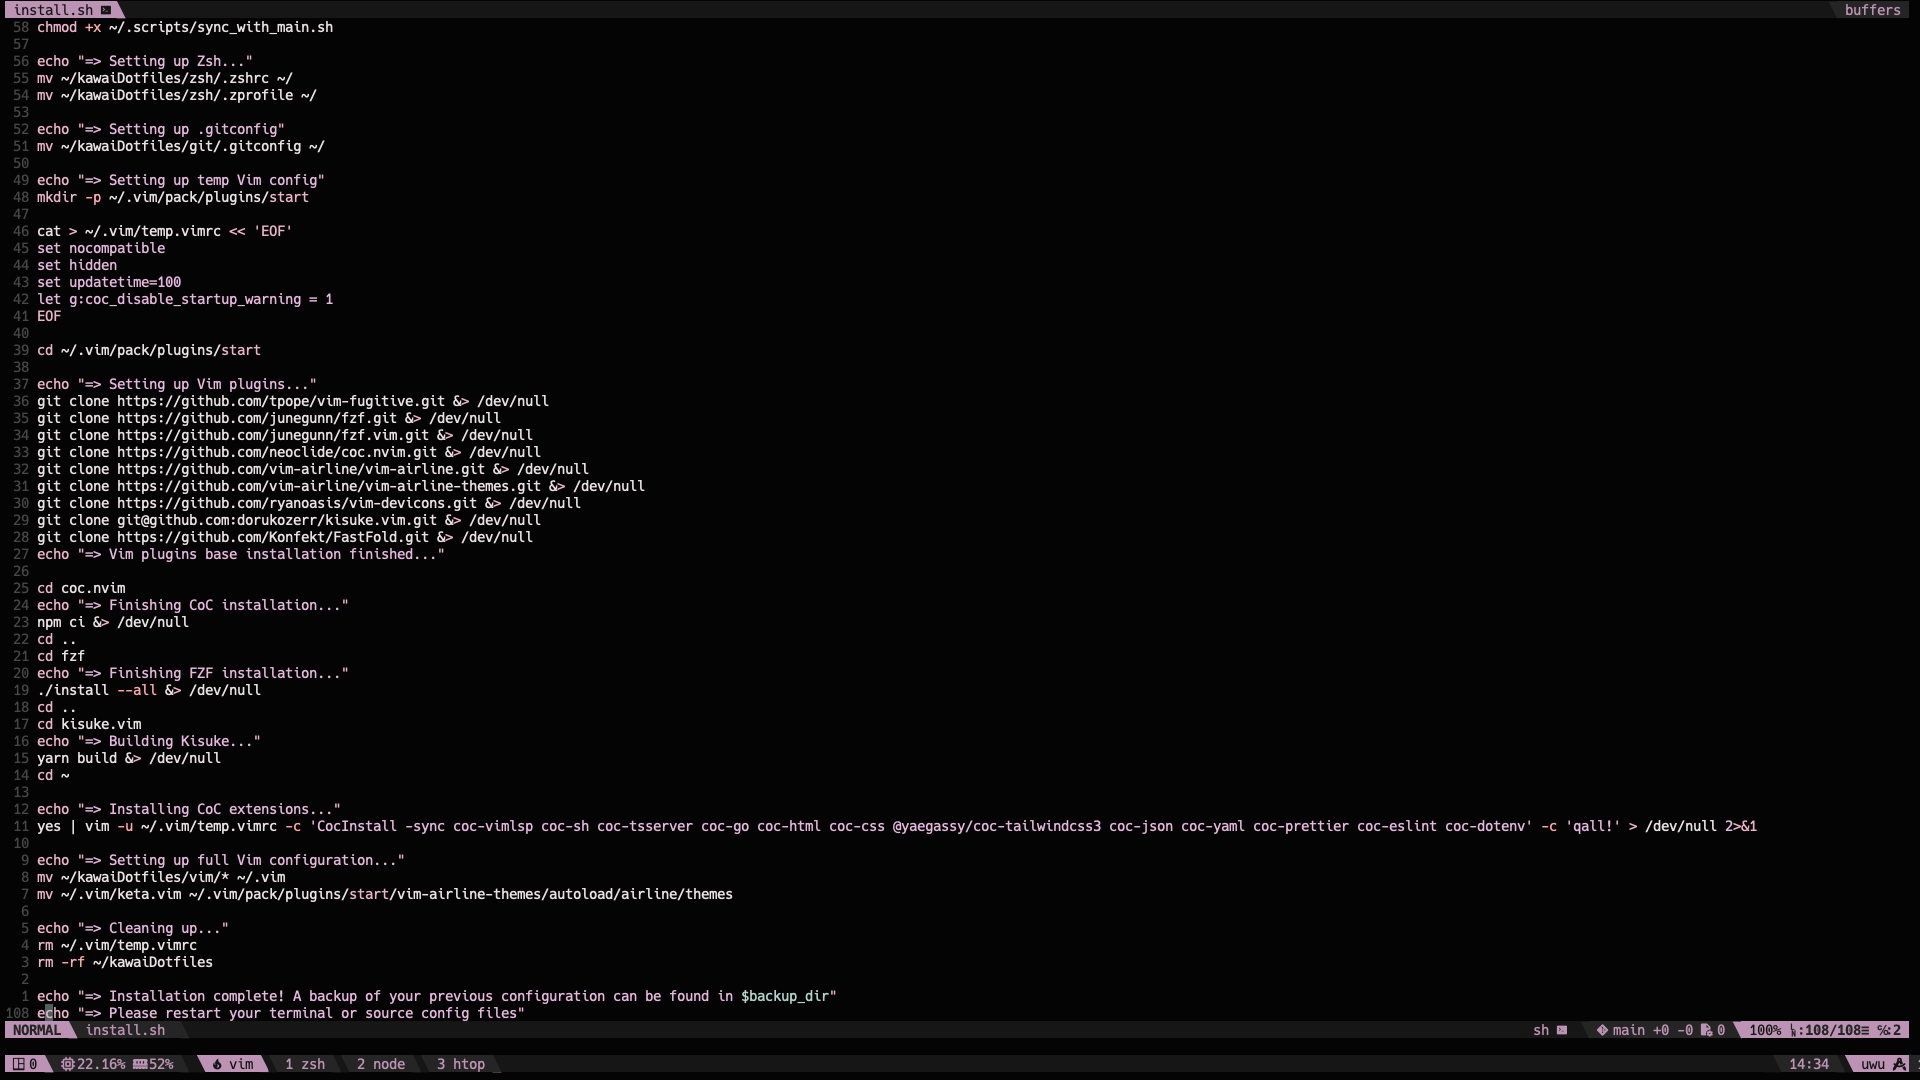 install.sh
buffers
58 chmod +x ~/.scripts/sync_with_main.sh
57
56 echo "=> Setting up Zsh..."
55 mv ~/kawaiDotfiles/zsh/.zshrc ~/
54 mv ~/kawaiDotfiles/zsh/.zprofile ~/
53
52 echo "=> Setting up .gitconfig"
51 mv ~/kawaiDotfiles/git/.gitconfig ~/
50
49 echo "=> Setting up temp Vim config"
48 mkdir -p ~/.vim/pack/plugins/start
47
46 cat > ~/.vim/temp.vimrc << 'EOF'
45 set nocompatible
44 set hidden
43 set updatetime=100
42 let g:coc_disable_startup_warning = 1
41 EOF
40
39 cd ~/.vim/pack/plugins/start
38
37 echo "=> Setting up Vim plugins..."
36 git clone https://github.com/tpope/vim-fugitive.git &> /dev/null
35 git clone https://github.com/junegunn/fzf.git &> /dev/null
34 git clone https://github.com/junegunn/fzf.vim.git &> /dev/null
33 git clone https://github.com/neoclide/coc.nvim.git &> /dev/null
32 git clone https://github.com/vim-airline/vim-airline.git &> /dev/null
31 git clone https://github.com/vim-airline/vim-airline-themes.git &> /dev/null
30 git clone https://github.com/ryanoasis/vim-devicons.git &> /dev/null
29 git clone git@github.com:dorukozerr/kisuke.vim.git &> /dev/null
28 git clone https://github.com/Konfekt/FastFold.git &> /dev/null
27 echo "=> Vim plugins base installation finished..."
26
25 cd coc.nvim
24 echo "=> Finishing CoC installation..."
23 npm ci &> /dev/null
22 cd ..
21 cd fzf
20 echo "=> Finishing FZF installation..."
19 ./install --all &> /dev/null
18 cd ..
17 cd kisuke.vim
16 echo "=> Building Kisuke..."
15 yarn build &> /dev/null
14 cd ~
13
12 echo "=> Installing CoC extensions..."
11 yes | vim -u ~/.vim/temp.vimrc -c 'CocInstall -sync coc-vimlsp coc-sh coc-tsserver coc-go coc-html coc-css @yaegassy/coc-tailwindcss3 coc-json coc-yaml coc-prettier coc-eslint coc-dotenv' -c 'qall!' > /dev/null 2>&1
10
9 echo "=> Setting up full Vim configuration..."
8 mv ~/kawaiDotfiles/vim/* ~/.vim
7 mv ~/.vim/keta.vim ~/.vim/pack/plugins/start/vim-airline-themes/autoload/airline/themes
6
5 echo "=> Cleaning up..."
4 rm ~/.vim/temp.vimrc
3 rm -rf ~/kawaiDotfiles
2
1 echo "=> Installation complete! A backup of your previous configuration can be found in $backup_dir"
108 echo "=> Please restart your terminal or source config files"
NORMAL install.sh sh main +0 -0 0 100% :108/108 ℅:2
0 22.16% 52% vim 1 zsh 2 node 3 htop 14:34 uwu